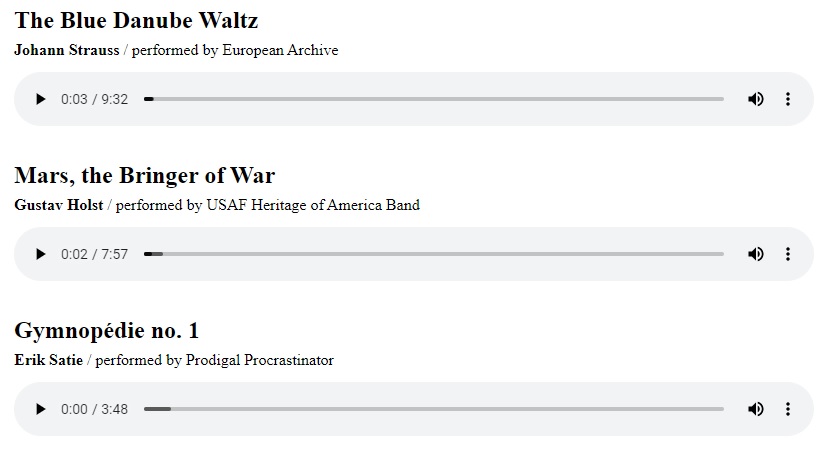 The Blue Danube Waltz
Johann Strauss / performed by European Archive
0:03 / 9:32
Mars, the Bringer of War
Gustav Holst / performed by USAF Heritage of America Band
0:02 / 7:57
Gymnopédie no. 1
Erik Satie / performed by Prodigal Procrastinator
0:00 / 3:48